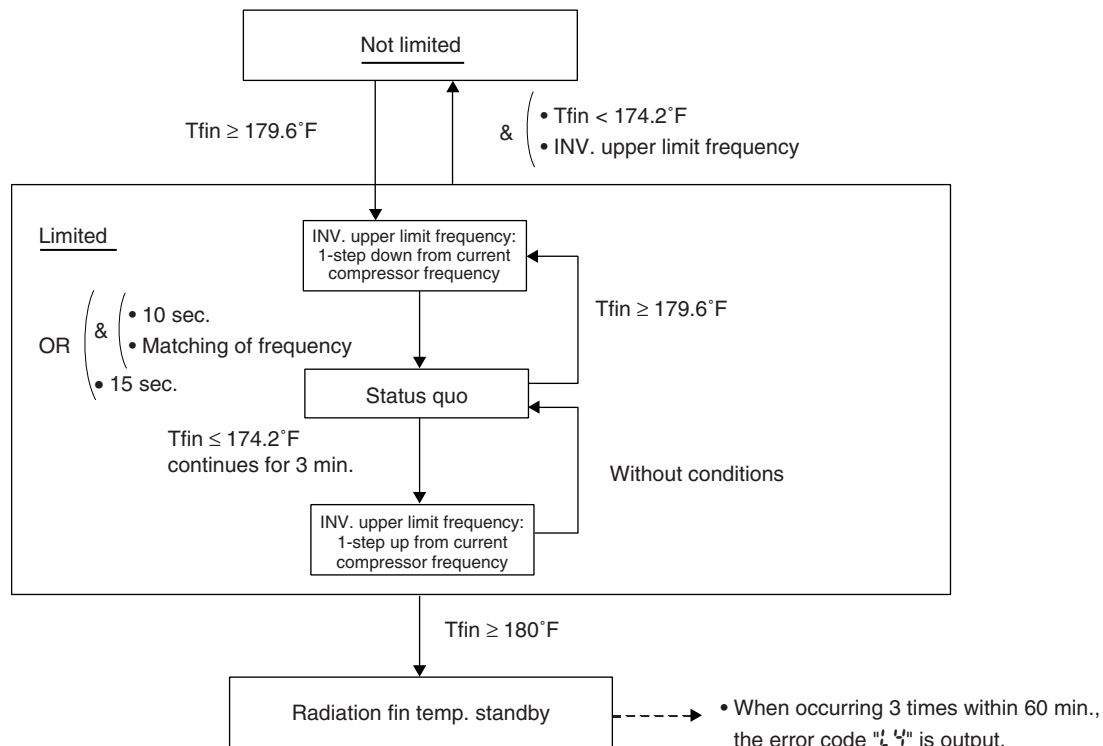 Not limited
Tfin ≥ 179.6˚F
&
• Tfin < 174.2˚F
• INV. upper limit frequency
Limited
INV. upper limit frequency:
1-step down from current
compressor frequency
Tfin ≥ 179.6˚F
OR
&
• 10 sec.
• Matching of frequency
• 15 sec.
Status quo
Tfin ≤ 174.2˚F
continues for 3 min.
Without conditions
INV. upper limit frequency:
1-step up from current
compressor frequency
Tfin ≥ 180˚F
Radiation fin temp. standby
• When occurring 3 times within 60 min.,
the error code "L4" is output.